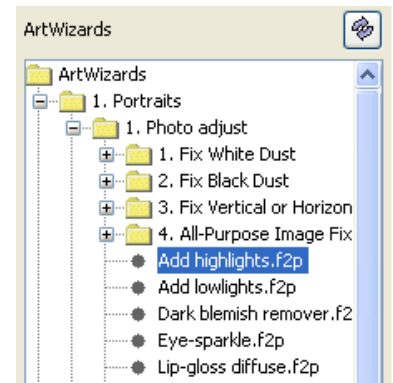 ArtWizards
ArtWizards
1. Portraits
1. Photo adjust
1. Fix White Dust
2. Fix Black Dust
3. Fix Vertical or Horizon
4. All-Purpose Image Fix
Add highlights.f2p
Add lowlights.f2p
Dark blemish remover.f2
Eye-sparkle.f2p
Lip-gloss diffuse.f2p